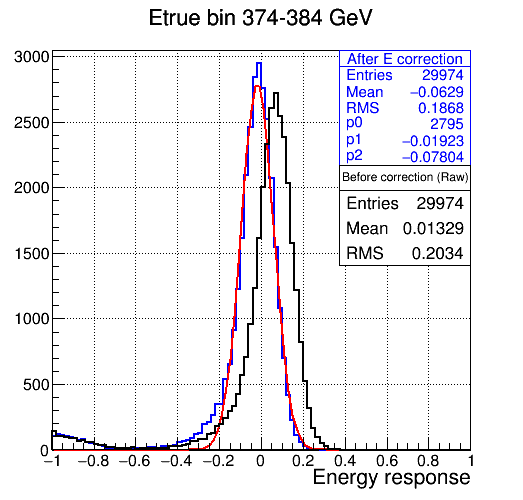 Etrue bin 374-384 GeV
After E correction
Entries 29974
Mean −0.0629
RMS 0.1868
p0 2795
p1 −0.01923
p2 −0.07804
Before correction (Raw)
Entries 29974
Mean 0.01329
RMS 0.2034
3000
2500
2000
1500
1000
500
0
−1 −0.8 −0.6 −0.4 −0.2 0 0.2 0.4 0.6 0.8 1
Energy response